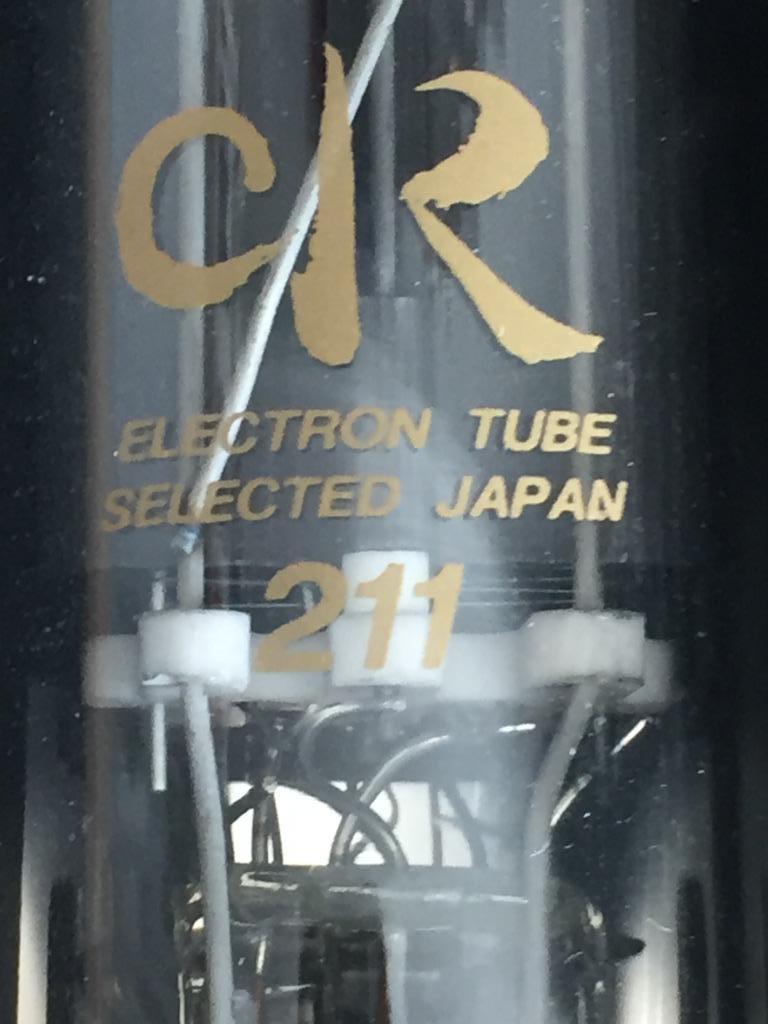 CR
ELECTRON TUBE
SELECTED JAPAN
211